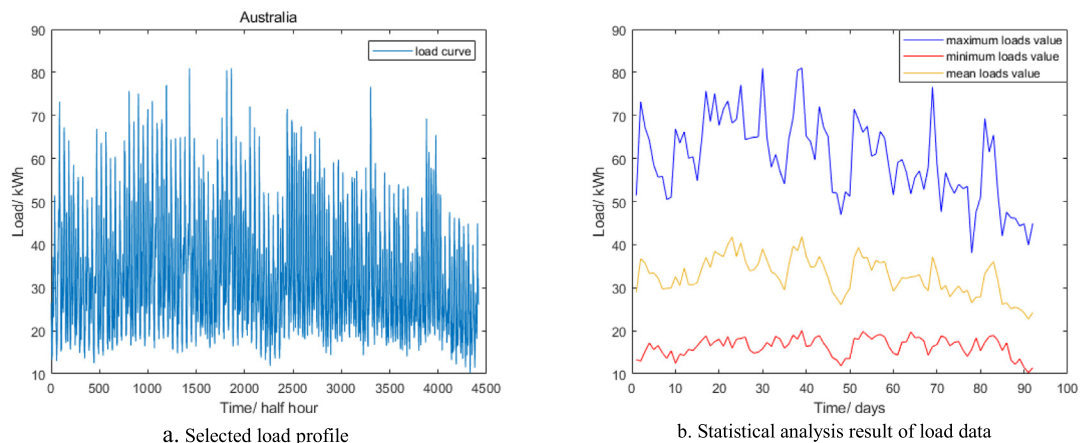 Australia
90
80
70
60
50
40
30
20
10
Load/ kWh
load curve
0 500 1000 1500 2000 2500 3000 3500 4000 4500
Time/ half hour
a. Selected load profile
90
80
70
60
50
40
30
20
10
Load/ kWh
maximum loads value
minimum loads value
mean loads value
0 10 20 30 40 50 60 70 80 90 100
Time/ days
b. Statistical analysis result of load data